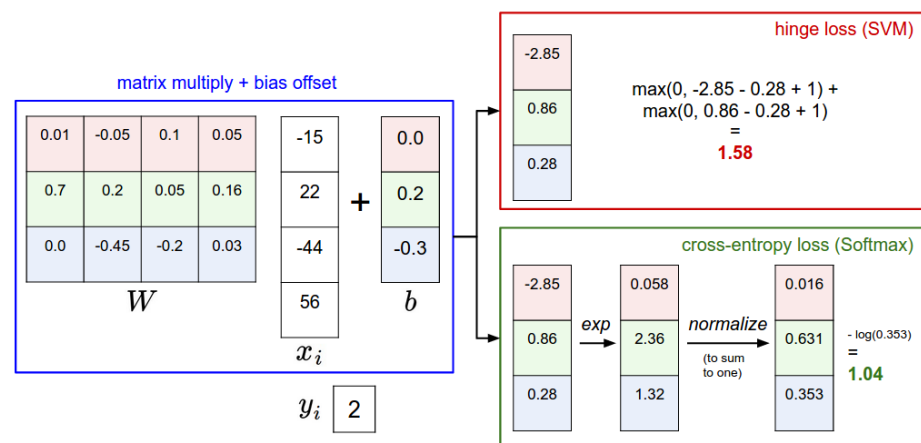 matrix multiply + bias offset
0.01 -0.05 0.1 0.05
0.7 0.2 0.05 0.16
0.0 -0.45 -0.2 0.03
W
-15
22
-44
56
x_i
+
0.0
0.2
-0.3
b
y_i 2
hinge loss (SVM)
-2.85
0.86
0.28
max(0, -2.85 - 0.28 + 1) +
max(0, 0.86 - 0.28 + 1)
=
1.58
cross-entropy loss (Softmax)
-2.85
0.86
0.28
exp
0.058
2.36
1.32
normalize
(to sum
to one)
0.016
0.631
0.353
- log(0.353)
=
1.04